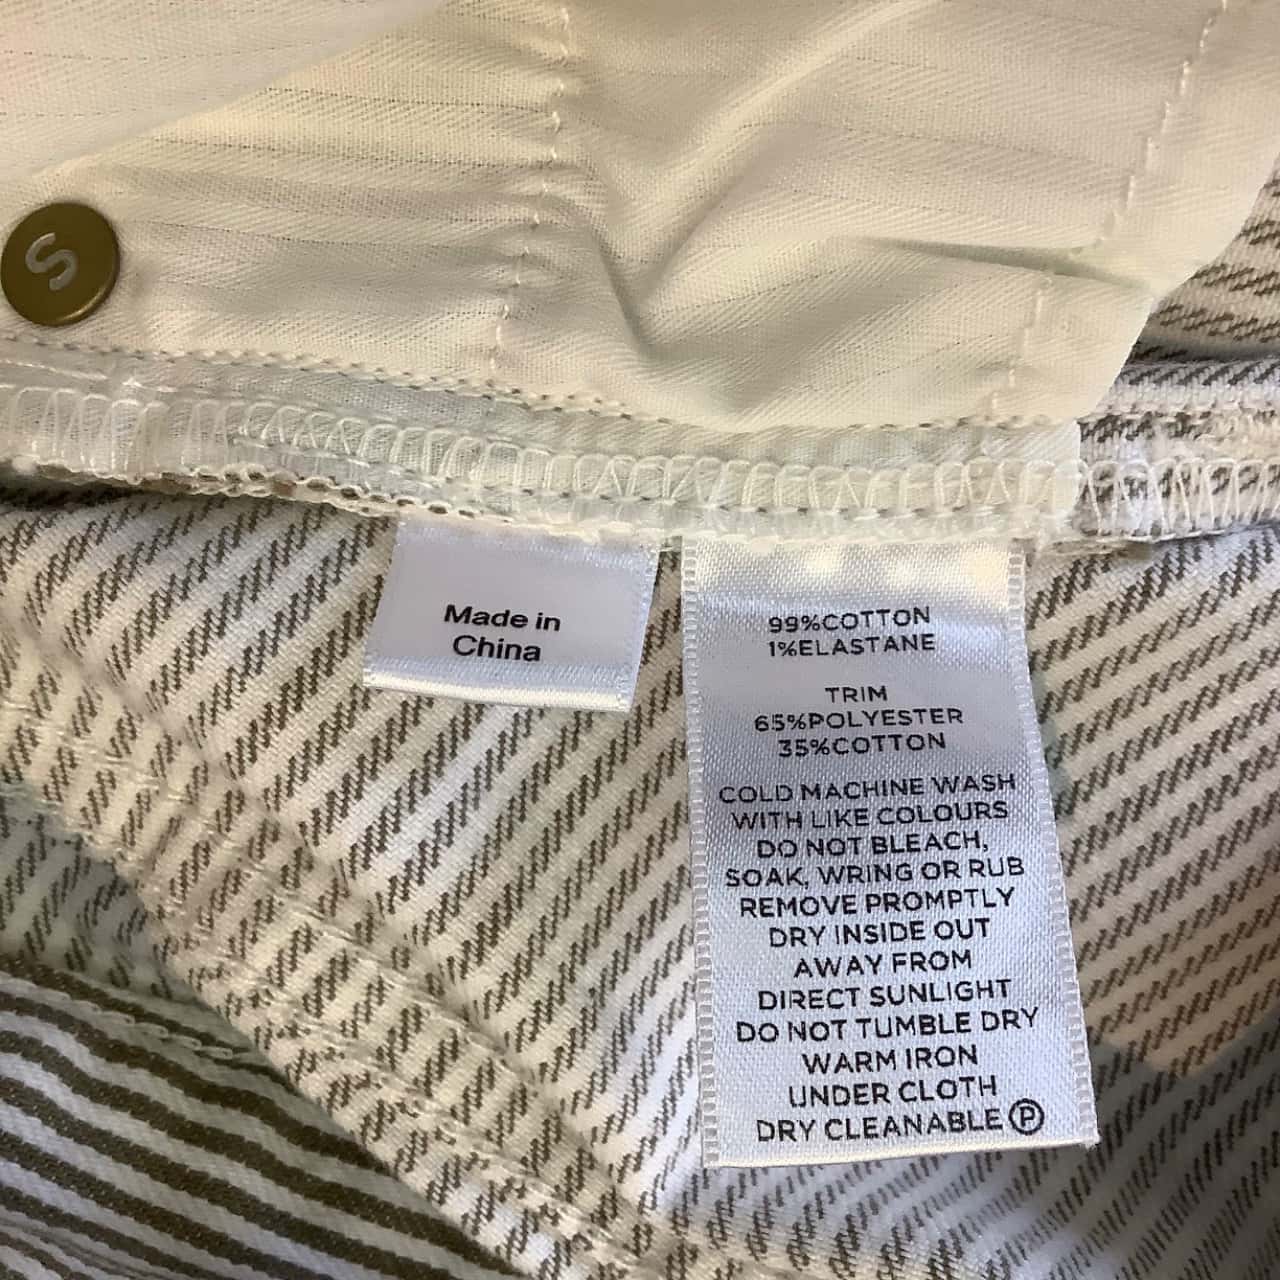 S
Made in
China
99%COTTON
1%ELASTANE
TRIM
65%POLYESTER
35%COTTON
COLD MACHINE WASH
WITH LIKE COLOURS
DO NOT BLEACH,
SOAK, WRING OR RUB
REMOVE PROMPTLY
DRY INSIDE OUT
AWAY FROM
DIRECT SUNLIGHT
DO NOT TUMBLE DRY
WARM IRON
UNDER CLOTH
DRY CLEANABLE Ⓟ